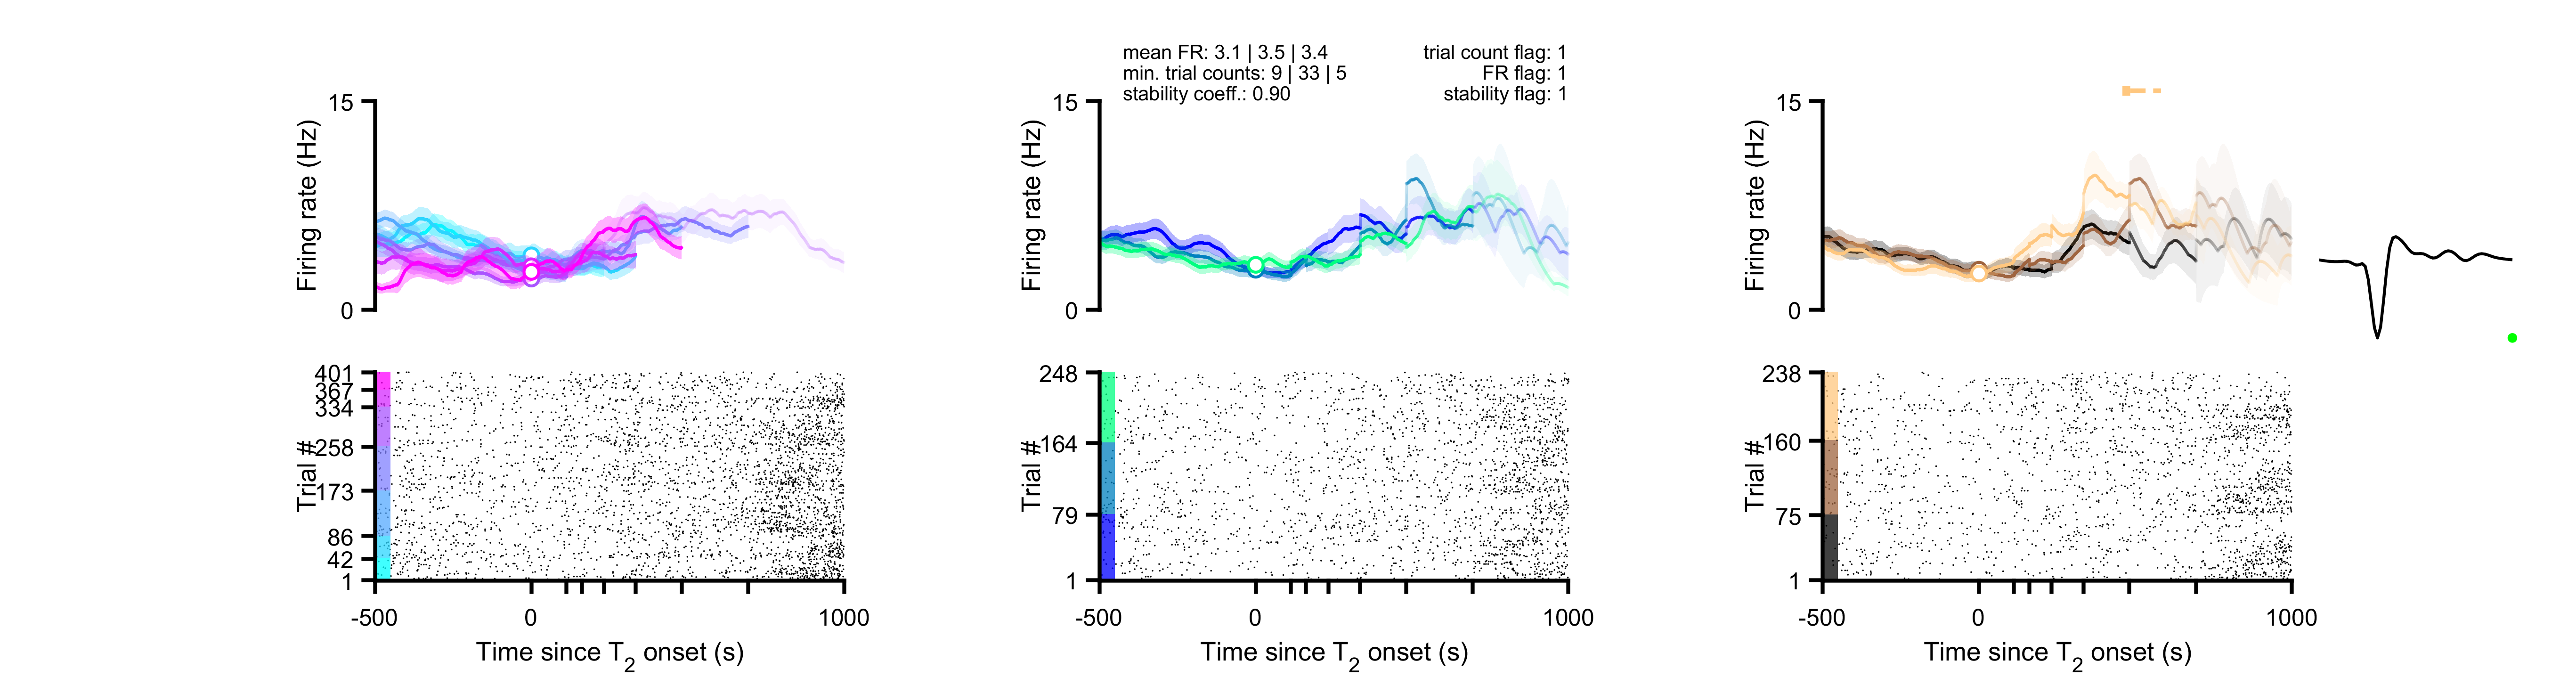 mean FR: 3.1 | 3.5 | 3.4
min. trial counts: 9 | 33 | 5
stability coeff.: 0.90
trial count flag: 1
FR flag: 1
stability flag: 1
15
Firing rate (Hz)
0
15
Firing rate (Hz)
0
15
Firing rate (Hz)
0
401
367
334
258
173
86
42
1
Trial #
-500
0
1000
Time since T2 onset (s)
248
164
79
1
Trial #
-500
0
1000
Time since T2 onset (s)
238
160
75
1
Trial #
-500
0
1000
Time since T2 onset (s)